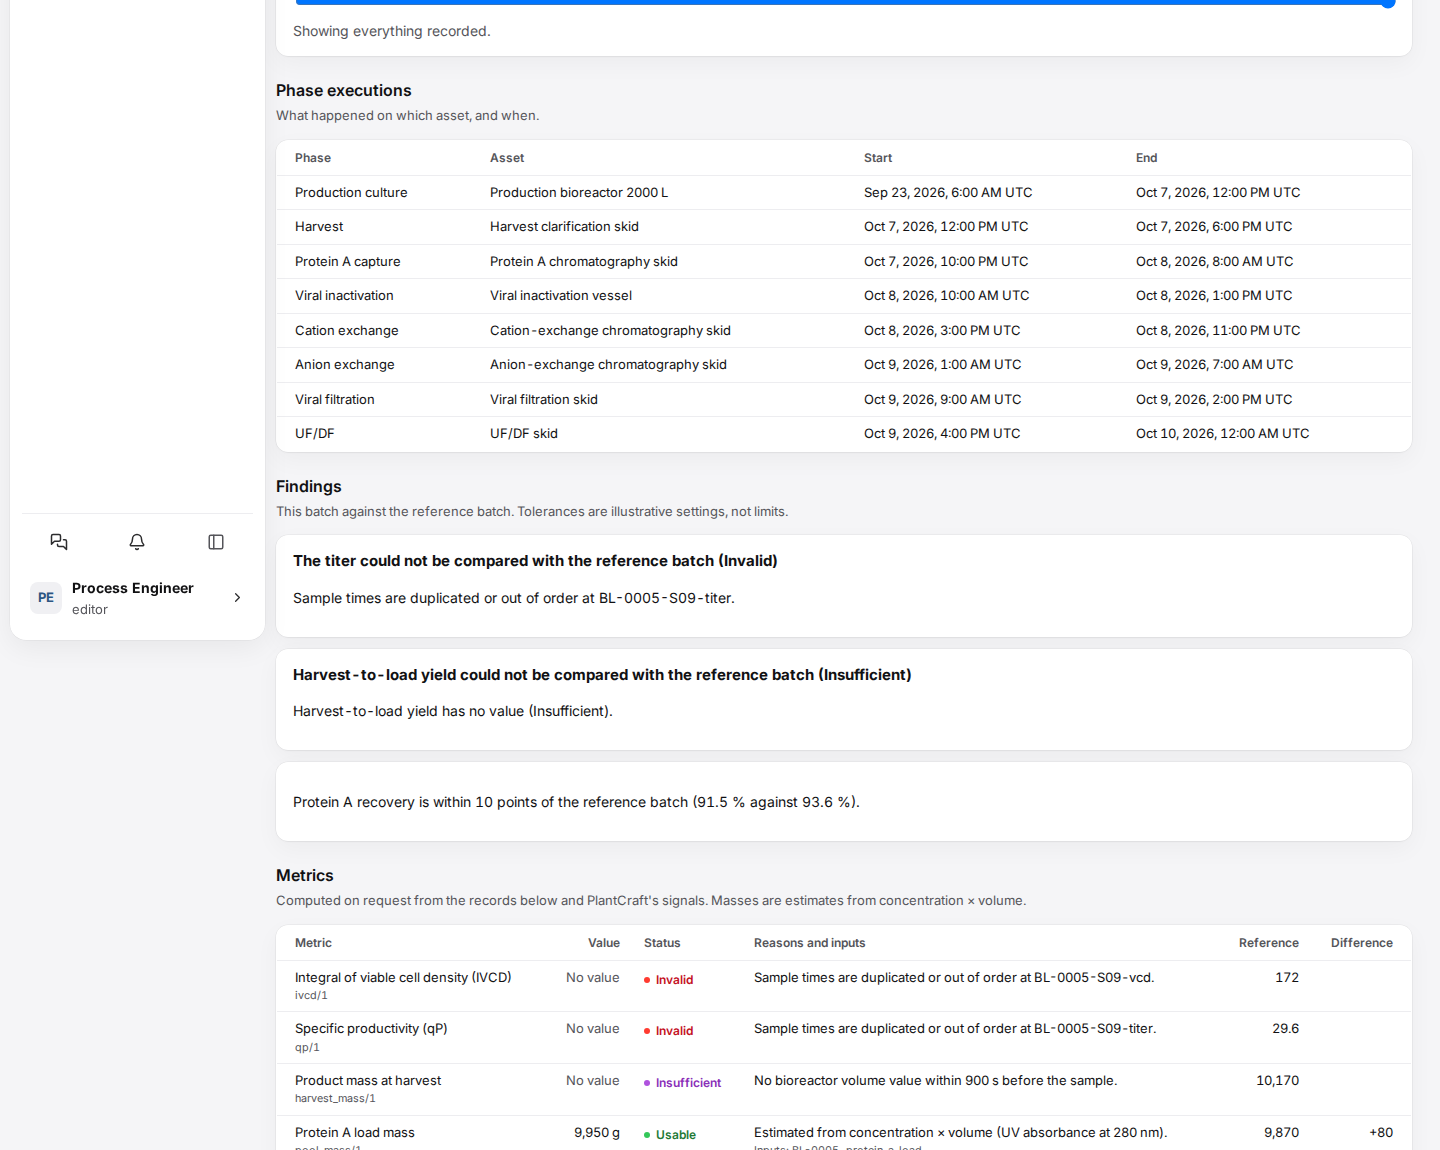 Showing everything recorded.
Phase executions
What happened on which asset, and when.
Phase Asset Start End
Production culture Production bioreactor 2000 L Sep 23, 2026, 6:00 AM UTC Oct 7, 2026, 12:00 PM UTC
Harvest Harvest clarification skid Oct 7, 2026, 12:00 PM UTC Oct 7, 2026, 6:00 PM UTC
Protein A capture Protein A chromatography skid Oct 7, 2026, 10:00 PM UTC Oct 8, 2026, 8:00 AM UTC
Viral inactivation Viral inactivation vessel Oct 8, 2026, 10:00 AM UTC Oct 8, 2026, 1:00 PM UTC
Cation exchange Cation-exchange chromatography skid Oct 8, 2026, 3:00 PM UTC Oct 8, 2026, 11:00 PM UTC
Anion exchange Anion-exchange chromatography skid Oct 9, 2026, 1:00 AM UTC Oct 9, 2026, 7:00 AM UTC
Viral filtration Viral filtration skid Oct 9, 2026, 9:00 AM UTC Oct 9, 2026, 2:00 PM UTC
UF/DF UF/DF skid Oct 9, 2026, 4:00 PM UTC Oct 10, 2026, 12:00 AM UTC
Findings
This batch against the reference batch. Tolerances are illustrative settings, not limits.
The titer could not be compared with the reference batch (Invalid)
Sample times are duplicated or out of order at BL-0005-S09-titer.
PE Process Engineer
editor
Harvest-to-load yield could not be compared with the reference batch (Insufficient)
Harvest-to-load yield has no value (Insufficient).
Protein A recovery is within 10 points of the reference batch (91.5 % against 93.6 %).
Metrics
Computed on request from the records below and PlantCraft's signals. Masses are estimates from concentration × volume.
Metric Value Status Reasons and inputs Reference Difference
Integral of viable cell density (IVCD) No value Invalid Sample times are duplicated or out of order at BL-0005-S09-vcd. 172
ivcd/1
Specific productivity (qP) No value Invalid Sample times are duplicated or out of order at BL-0005-S09-titer. 29.6
qp/1
Product mass at harvest No value Insufficient No bioreactor volume value within 900 s before the sample. 10,170
harvest_mass/1
Protein A load mass 9,950 g Usable Estimated from concentration × volume (UV absorbance at 280 nm). 9,870 +80